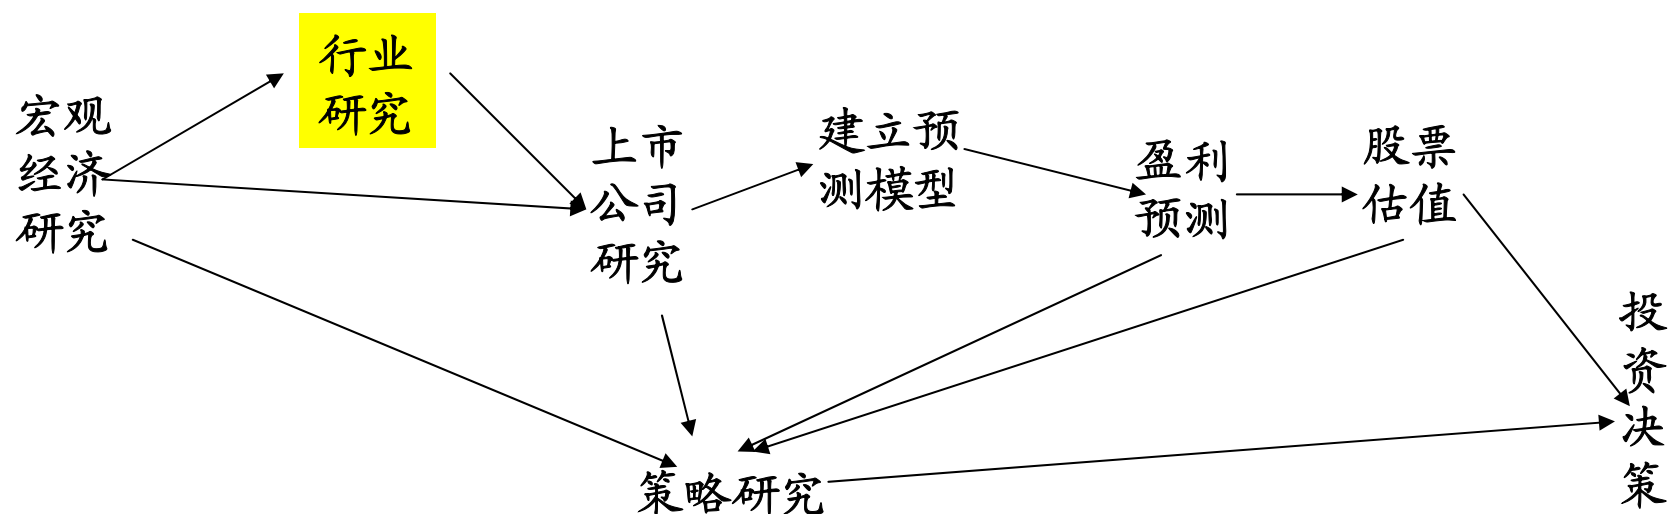 宏观
经济
研究
行业
研究
上市
公司
研究
建立预
测模型
盈利
预测
股票
估值
投
资
决
策
策略研究